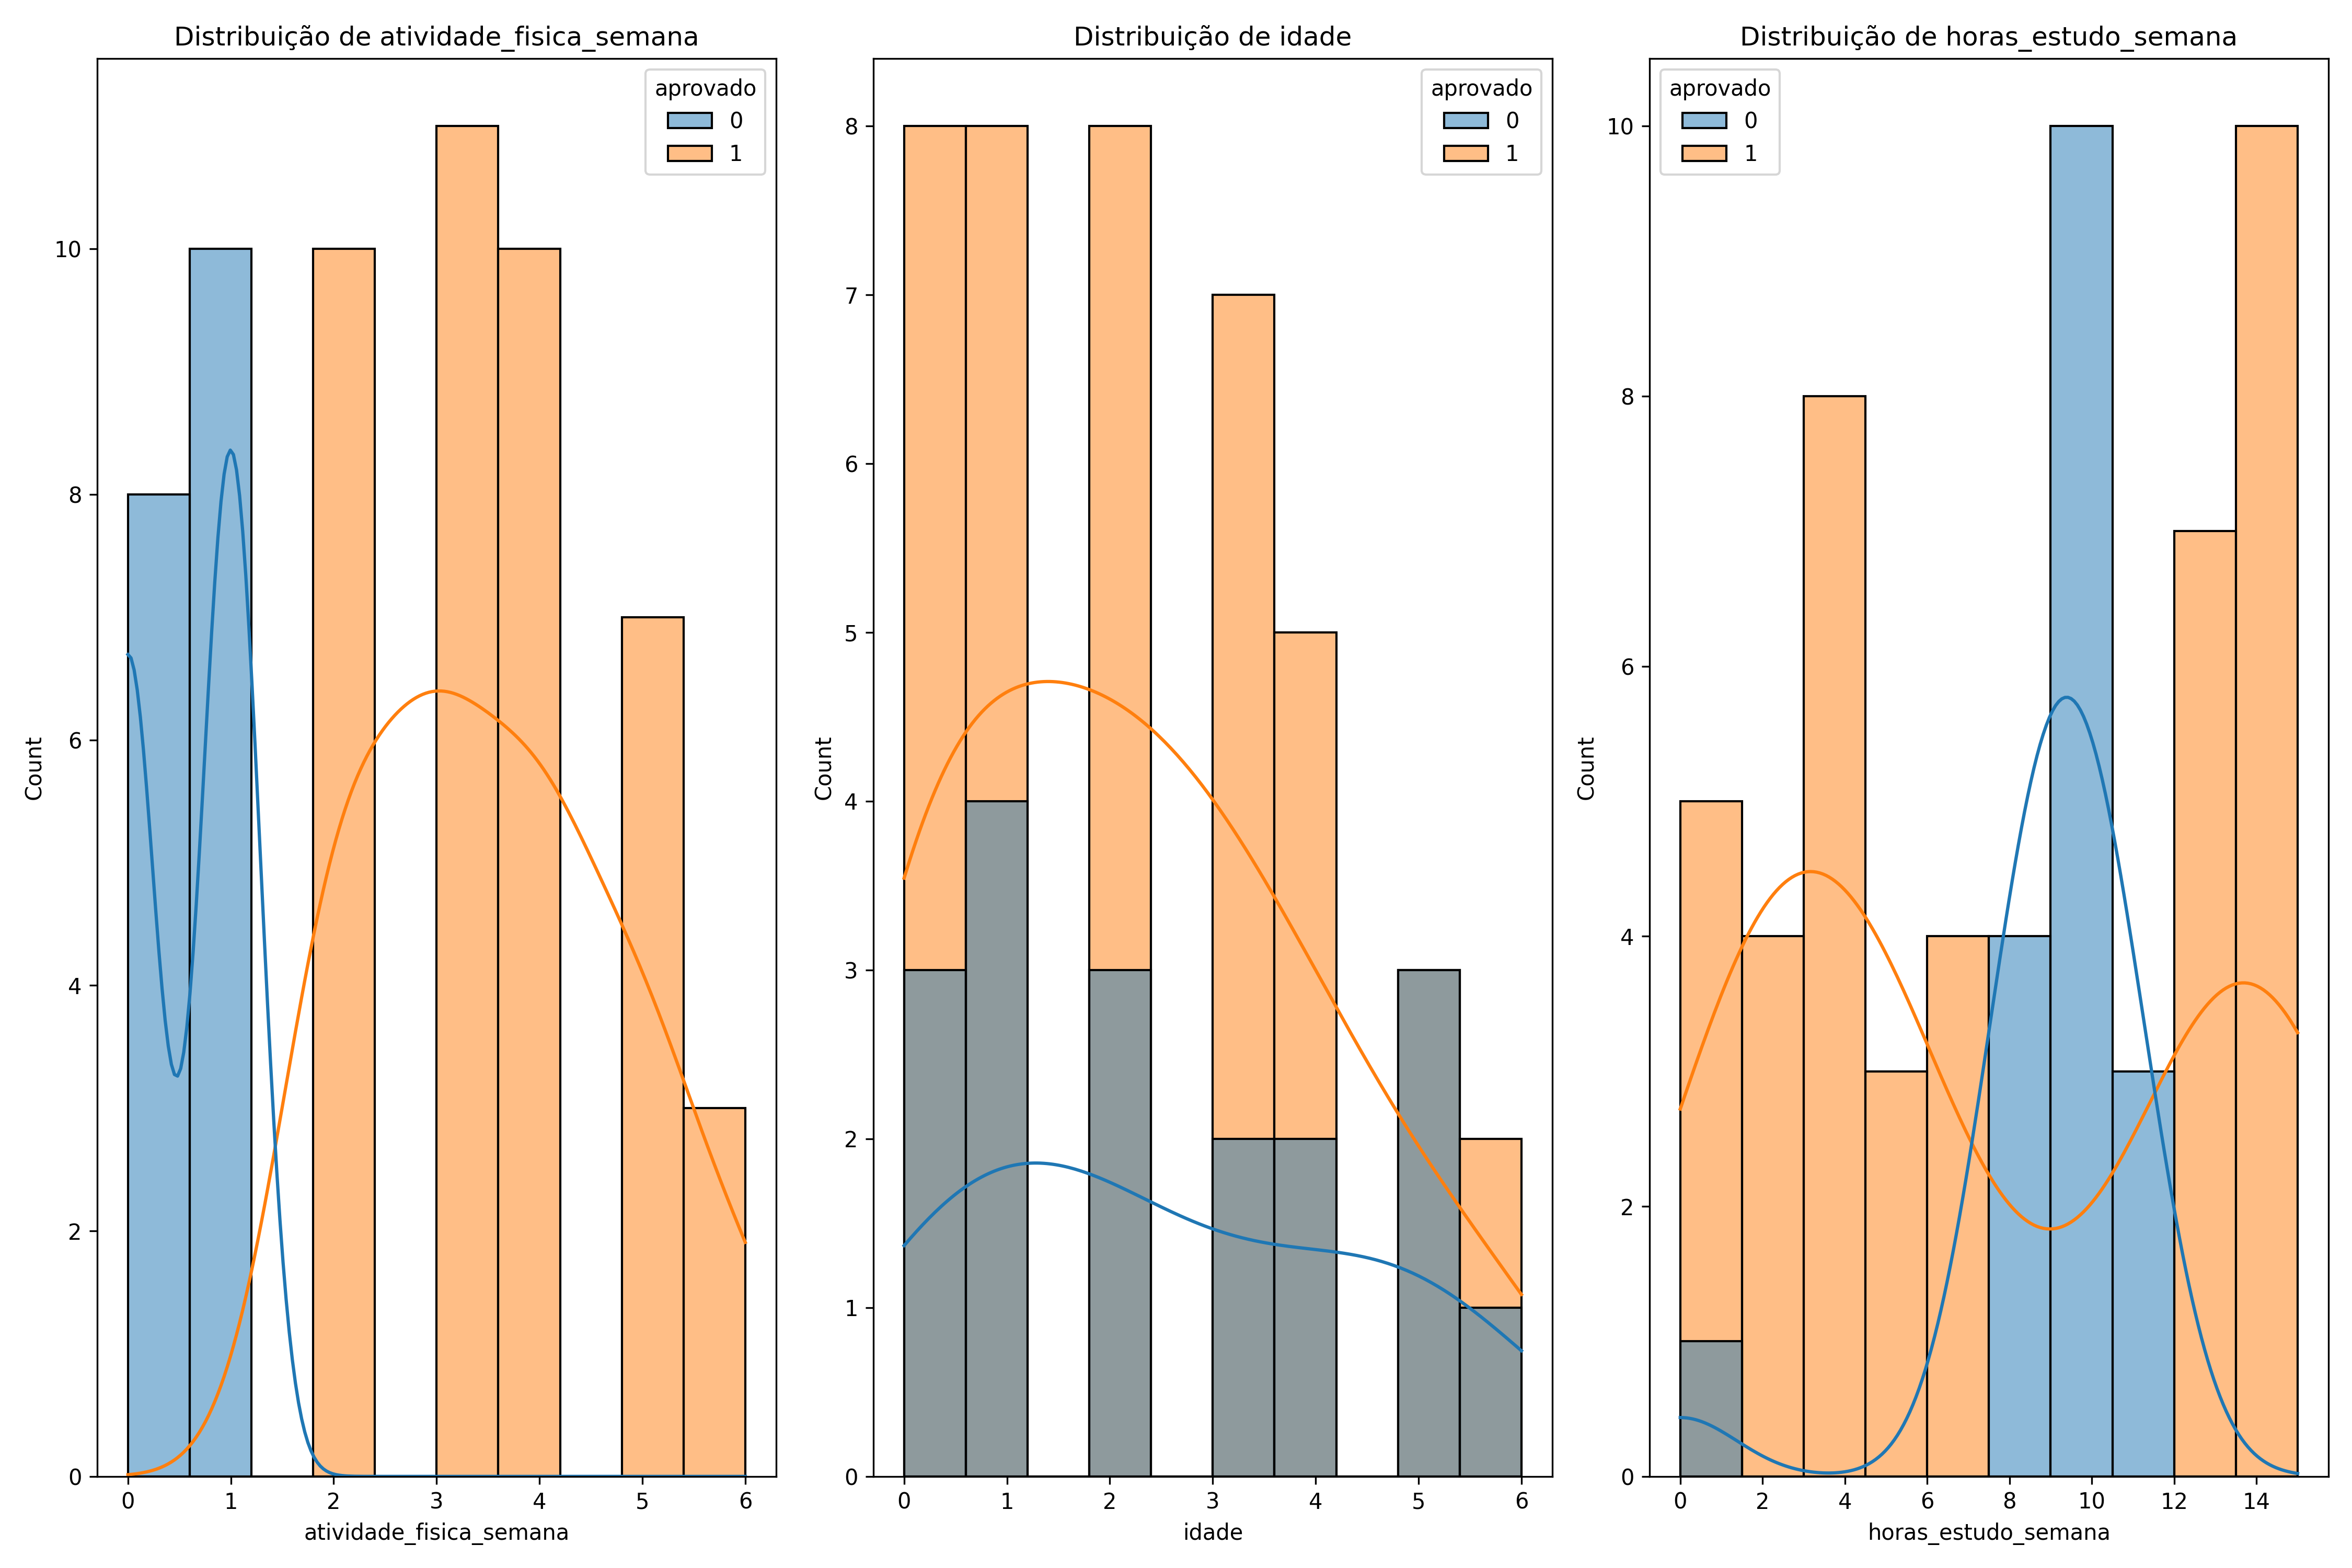 Distribuição de atividade_fisica_semana
aprovado
0
1
Count
10
8
6
4
2
0
0 1 2 3 4 5 6
atividade_fisica_semana
Distribuição de idade
aprovado
0
1
Count
8
7
6
5
4
3
2
1
0
0 1 2 3 4 5 6
idade
Distribuição de horas_estudo_semana
aprovado
0
1
Count
10
8
6
4
2
0
0 2 4 6 8 10 12 14
horas_estudo_semana